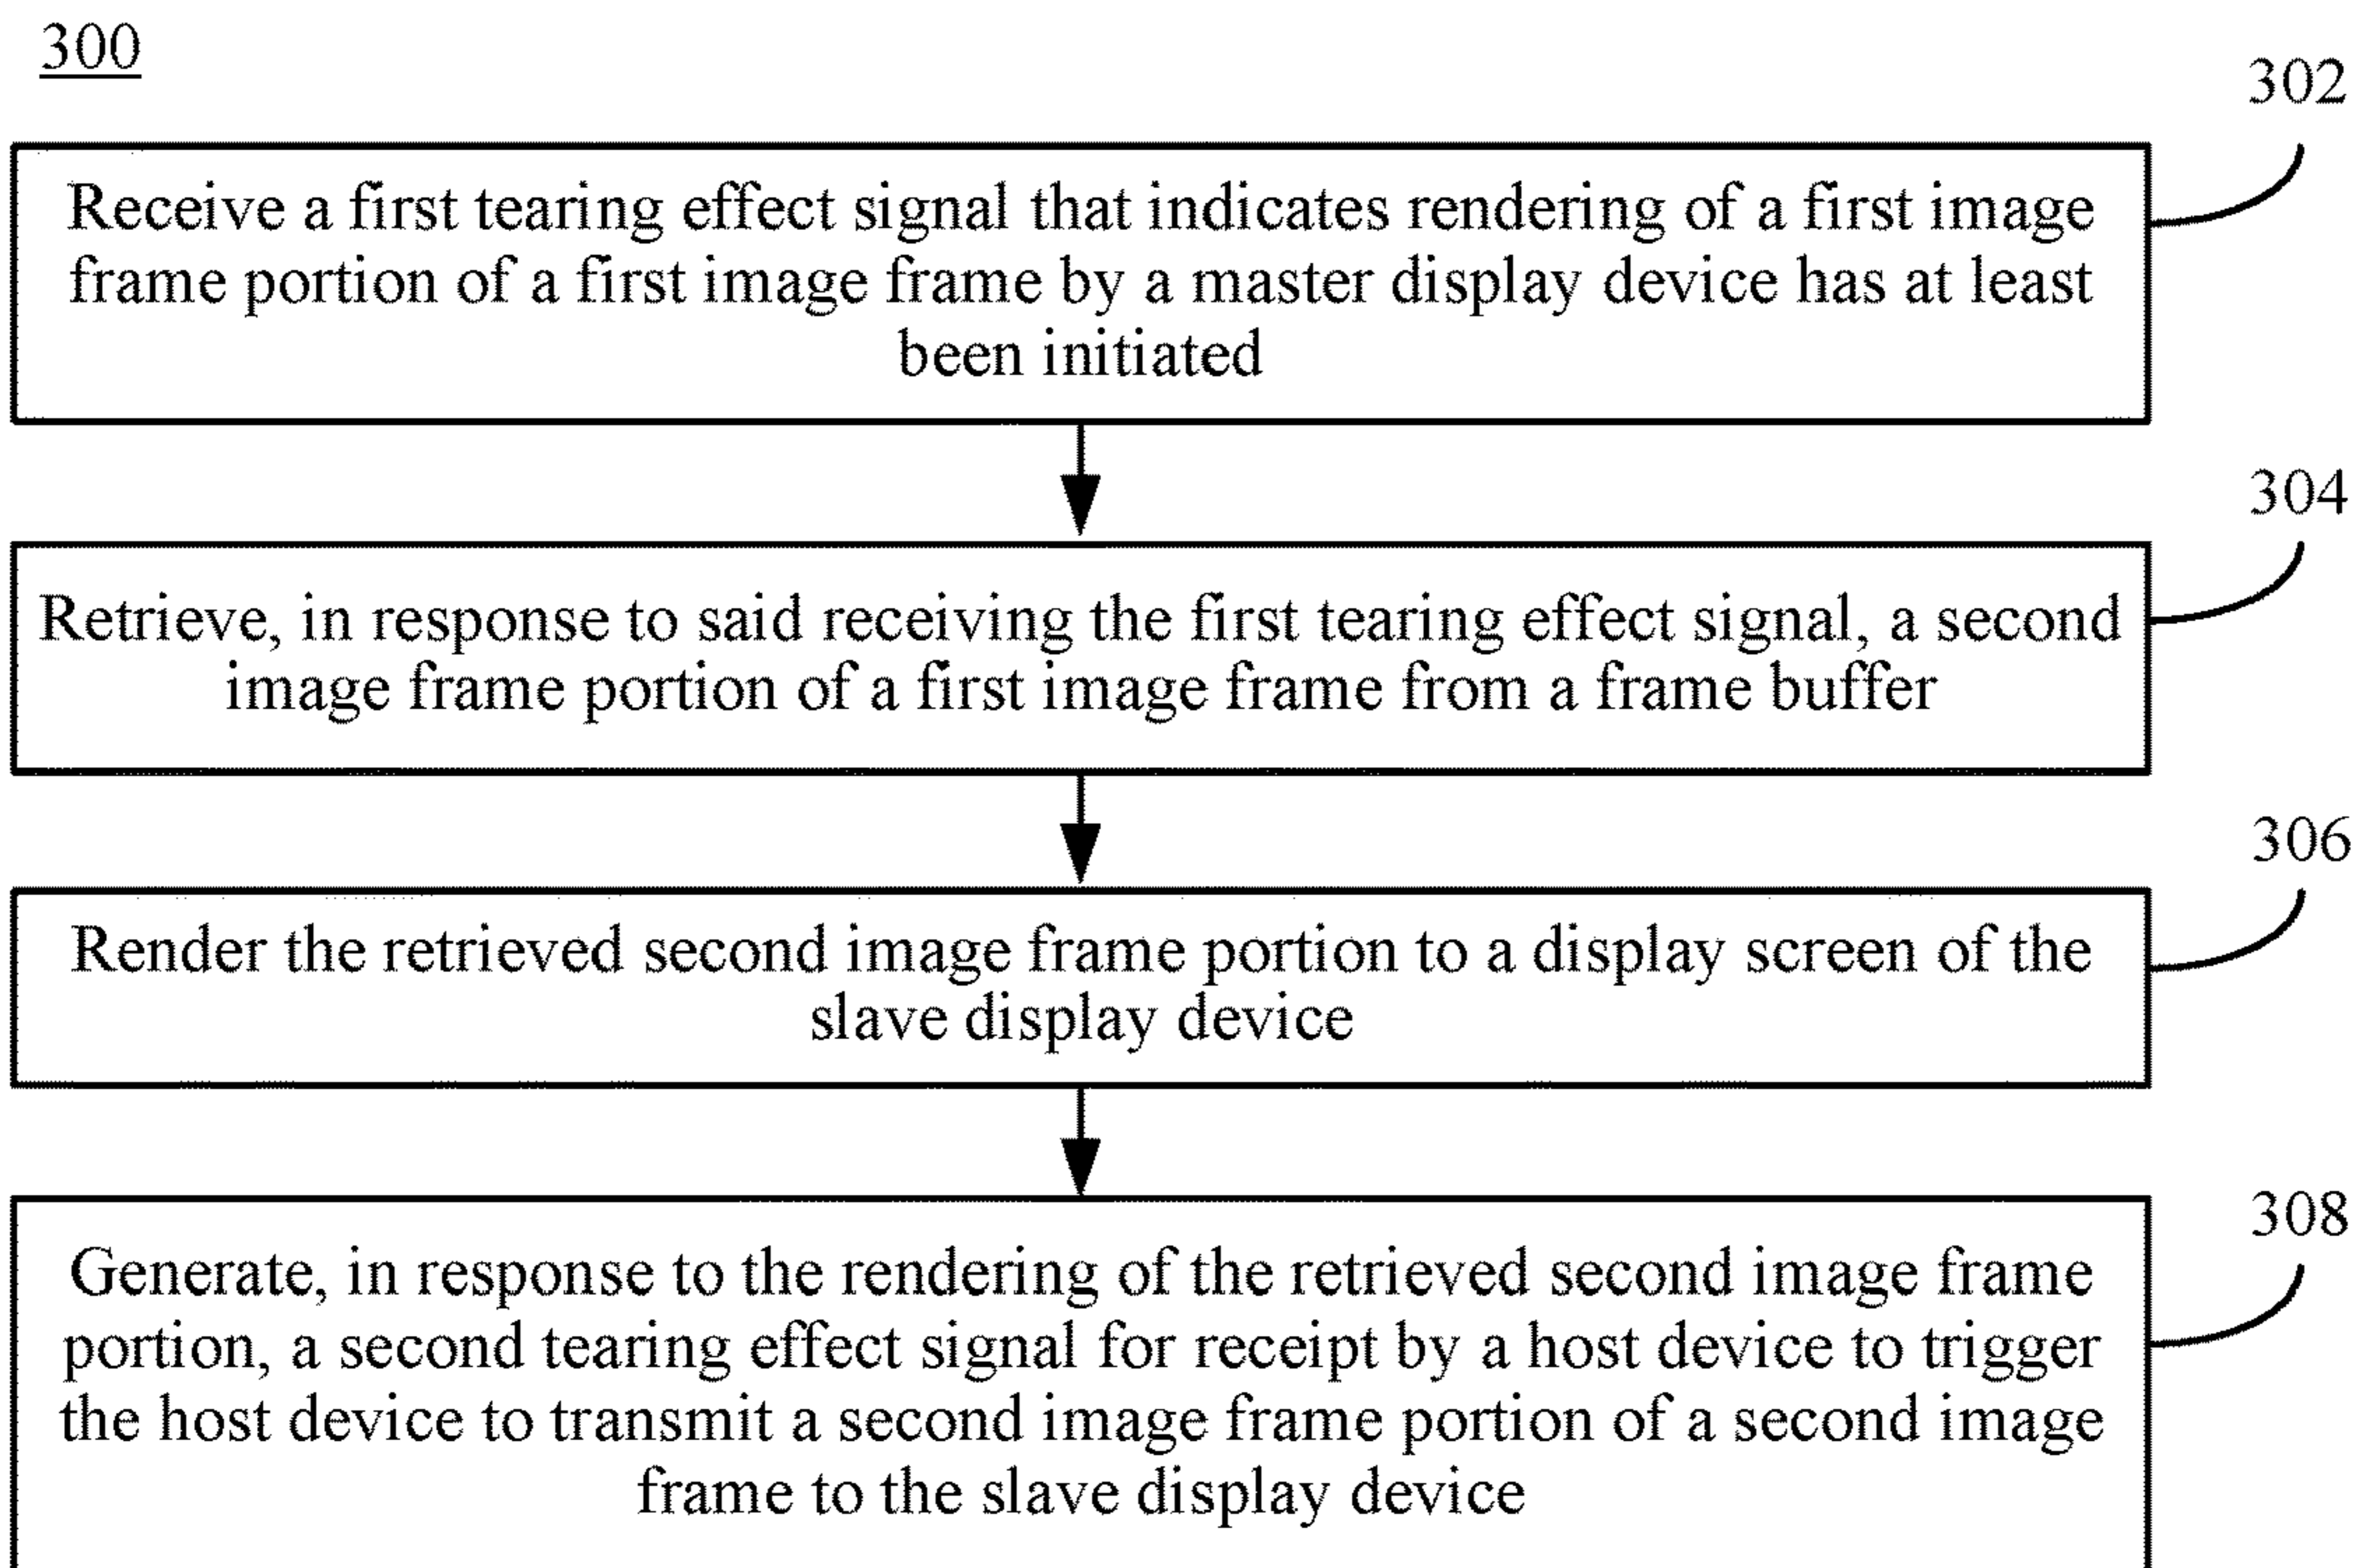 300
302
Receive a first tearing effect signal that indicates rendering of a first image
frame portion of a first image frame by a master display device has at least
been initiated
304
Retrieve, in response to said receiving the first tearing effect signal, a second
image frame portion of a first image frame from a frame buffer
306
Render the retrieved second image frame portion to a display screen of the
slave display device
308
Generate, in response to the rendering of the retrieved second image frame
portion, a second tearing effect signal for receipt by a host device to trigger
the host device to transmit a second image frame portion of a second image
frame to the slave display device